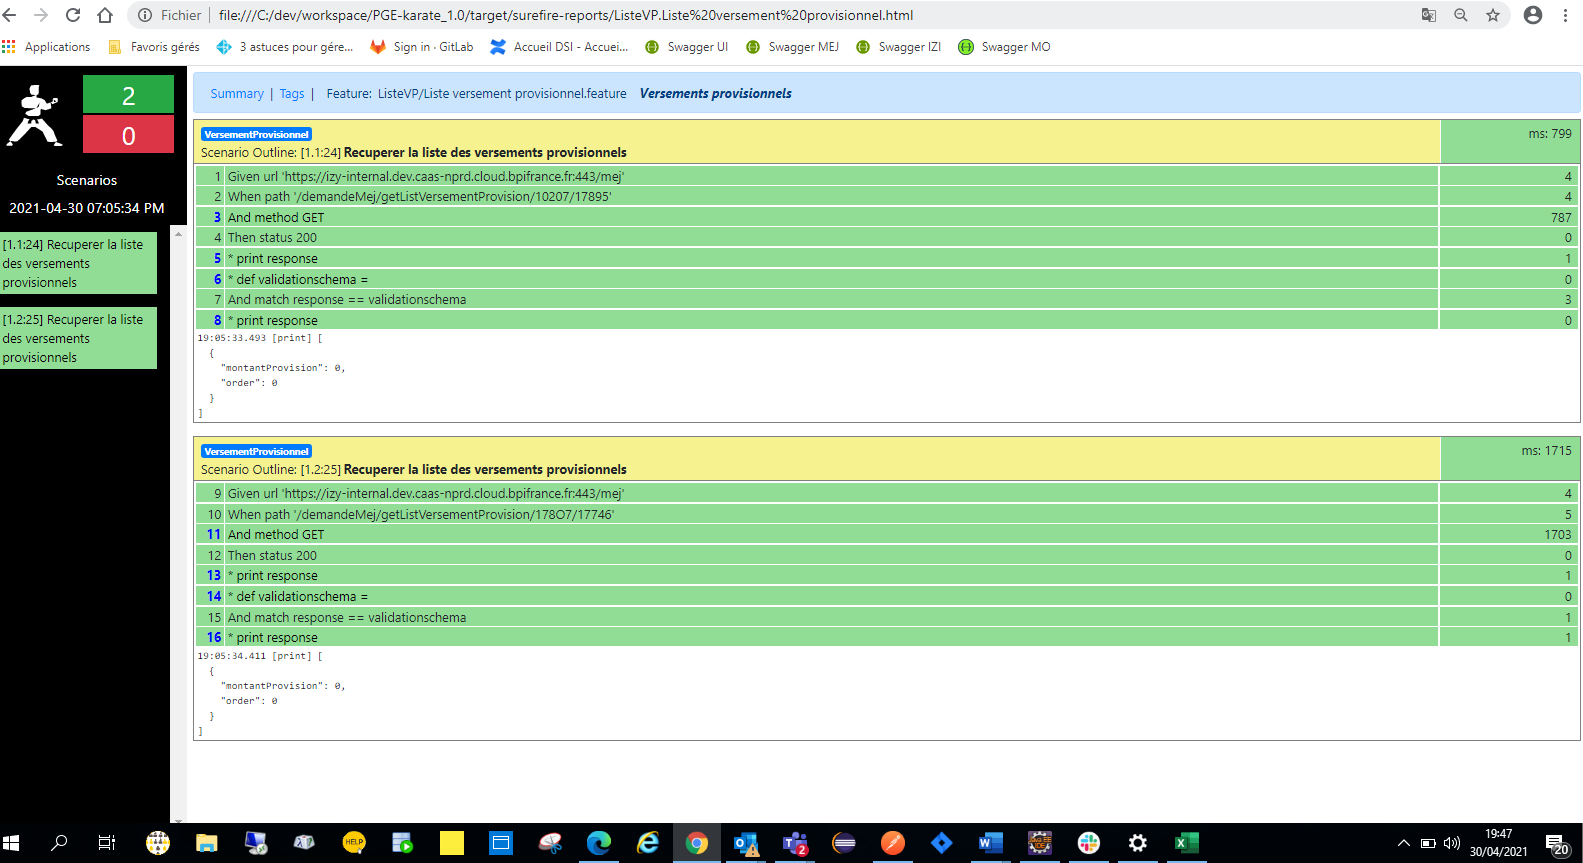 Fichier | file:///C:/dev/workspace/PGE-karate_1.0/target/surefire-reports/ListeVP.Liste%20versement%20provisionnel.html
Applications Favoris gérés 3 astuces pour gére... Sign in · GitLab Accueil DSI - Accuei... Swagger UI Swagger MEJ Swagger IZI Swagger MO
2
0
Scenarios
2021-04-30 07:05:34 PM
[1.1:24] Recuperer la liste
des versements
provisionnels
[1.2:25] Recuperer la liste
des versements
provisionnels
Summary | Tags | Feature: ListeVP/Liste versement provisionnel.feature Versements provisionnels
VersementProvisionnel ms: 799
Scenario Outline: [1.1:24] Recuperer la liste des versements provisionnels
1 Given url 'https://izy-internal.dev.caas-nprd.cloud.bpifrance.fr:443/mej' 4
2 When path '/demandeMej/getListVersementProvision/10207/17895' 4
3 And method GET 787
4 Then status 200 0
5 * print response 1
6 * def validationschema = 0
7 And match response == validationschema 3
8 * print response 0
19:05:33.493 [print] [
{
"montantProvision": 0,
"order": 0
}
]
VersementProvisionnel ms: 1715
Scenario Outline: [1.2:25] Recuperer la liste des versements provisionnels
9 Given url 'https://izy-internal.dev.caas-nprd.cloud.bpifrance.fr:443/mej' 4
10 When path '/demandeMej/getListVersementProvision/178O7/17746' 5
11 And method GET 1703
12 Then status 200 0
13 * print response 1
14 * def validationschema = 0
15 And match response == validationschema 1
16 * print response 1
19:05:34.411 [print] [
{
"montantProvision": 0,
"order": 0
}
]
HELP
2
19:47
30/04/2021
20